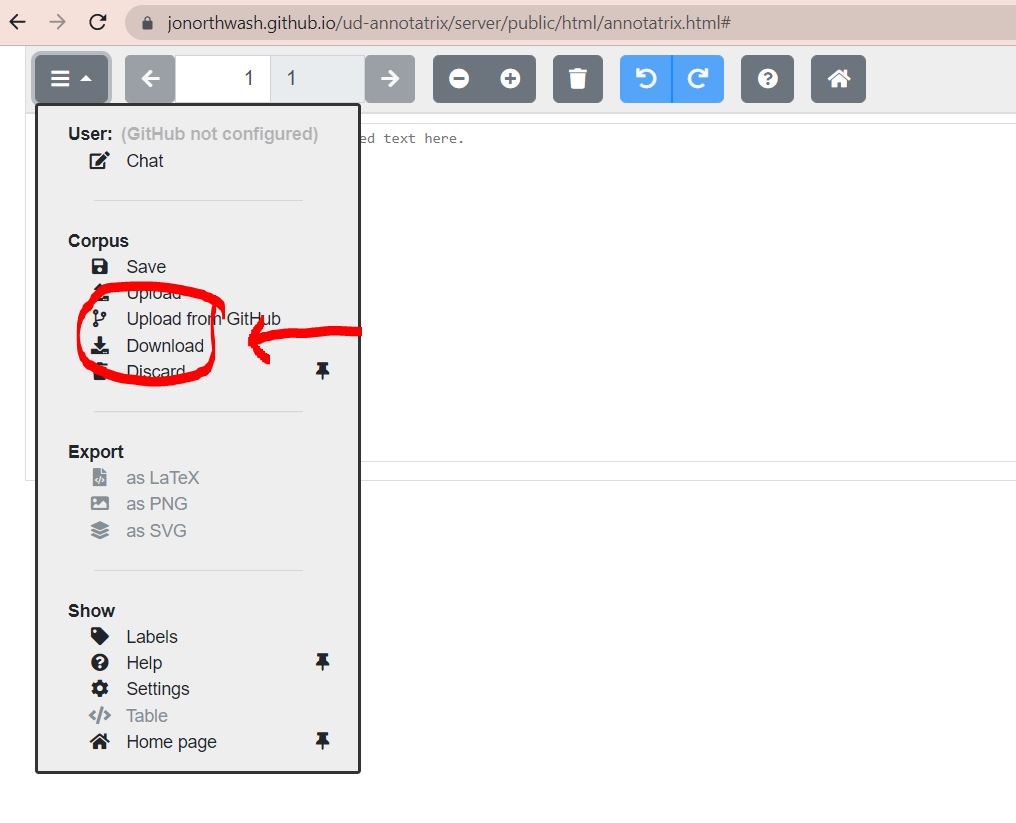 jonorthwash.github.io/ud-annotatrix/server/public/html/annotatrix.html#
1 1
User: (GitHub not configured)
ed text here.
Chat
Corpus
Save
Upload
Upload from GitHub
Download
Discard
Export
as LaTeX
as PNG
as SVG
Show
Labels
Help
Settings
Table
Home page